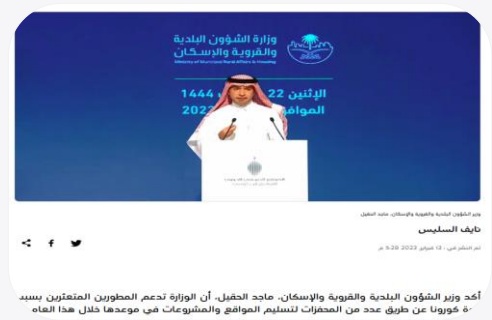 وزارة الشؤون البلدية
والقروية والإسكان
Ministry of Municipal Rural Affairs & Housing
الإثنين 22 1444
الموافق 2023
وزير الشؤون البلدية والقروية والإسكان، ماجد الحقيل
نايف السليس
تم النشر في: 13 فبراير 2023 5:28 م
أكد وزير الشؤون البلدية والقروية والإسكان، ماجد الحقيل، أن الوزارة تدعم المطورين المتعثرين بسبب
كورونا عن طريق عدد من المحفزات لتسليم المواقع والمشروعات في موعدها خلال هذا العام